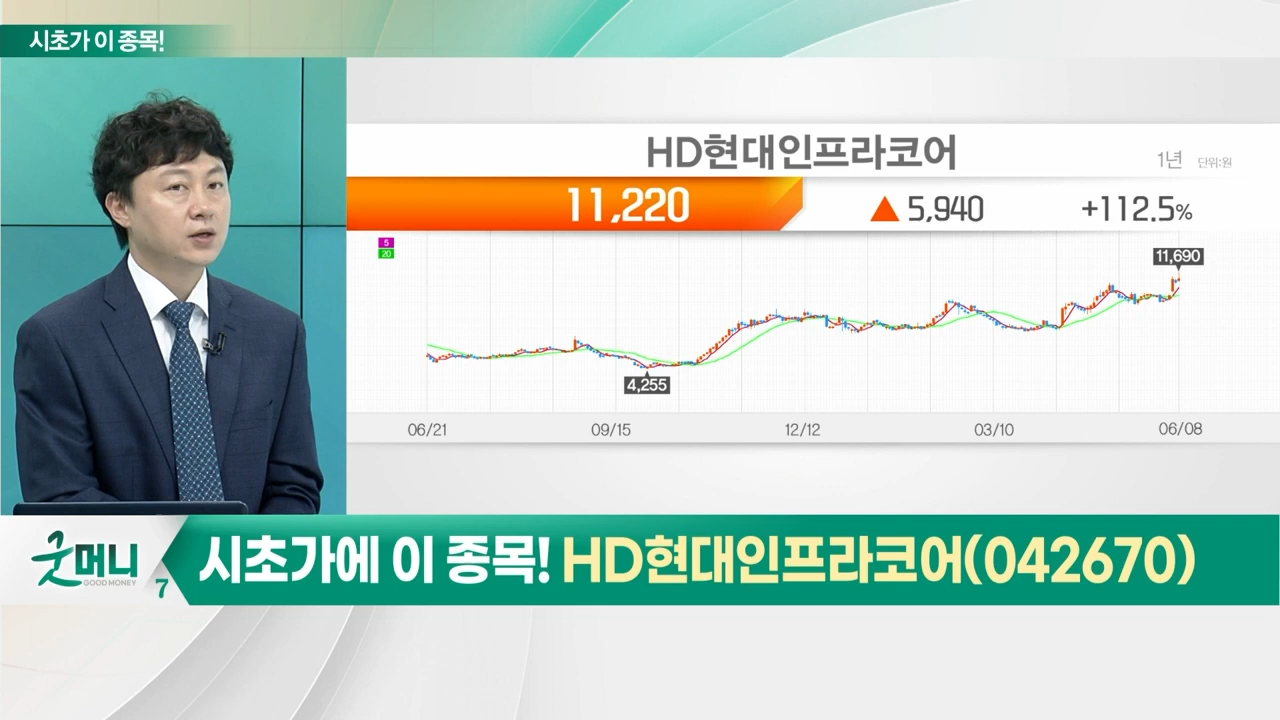 시초가 이 종목!
HD현대인프라코어
1년 단위:원
11,220 ▲ 5,940 +112.5%
5
20
11,690
4,255
06/21 09/15 12/12 03/10 06/08
굿머니
GOOD MONEY
7
시초가에 이 종목! HD현대인프라코어(042670)